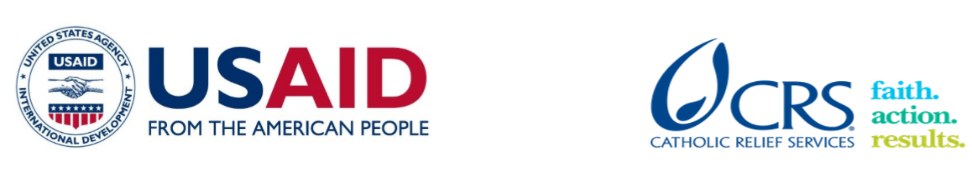 UNITED STATES AGENCY
USAID
INTERNATIONAL DEVELOPMENT
USAID
FROM THE AMERICAN PEOPLE
CRS
CATHOLIC RELIEF SERVICES
faith.
action.
results.